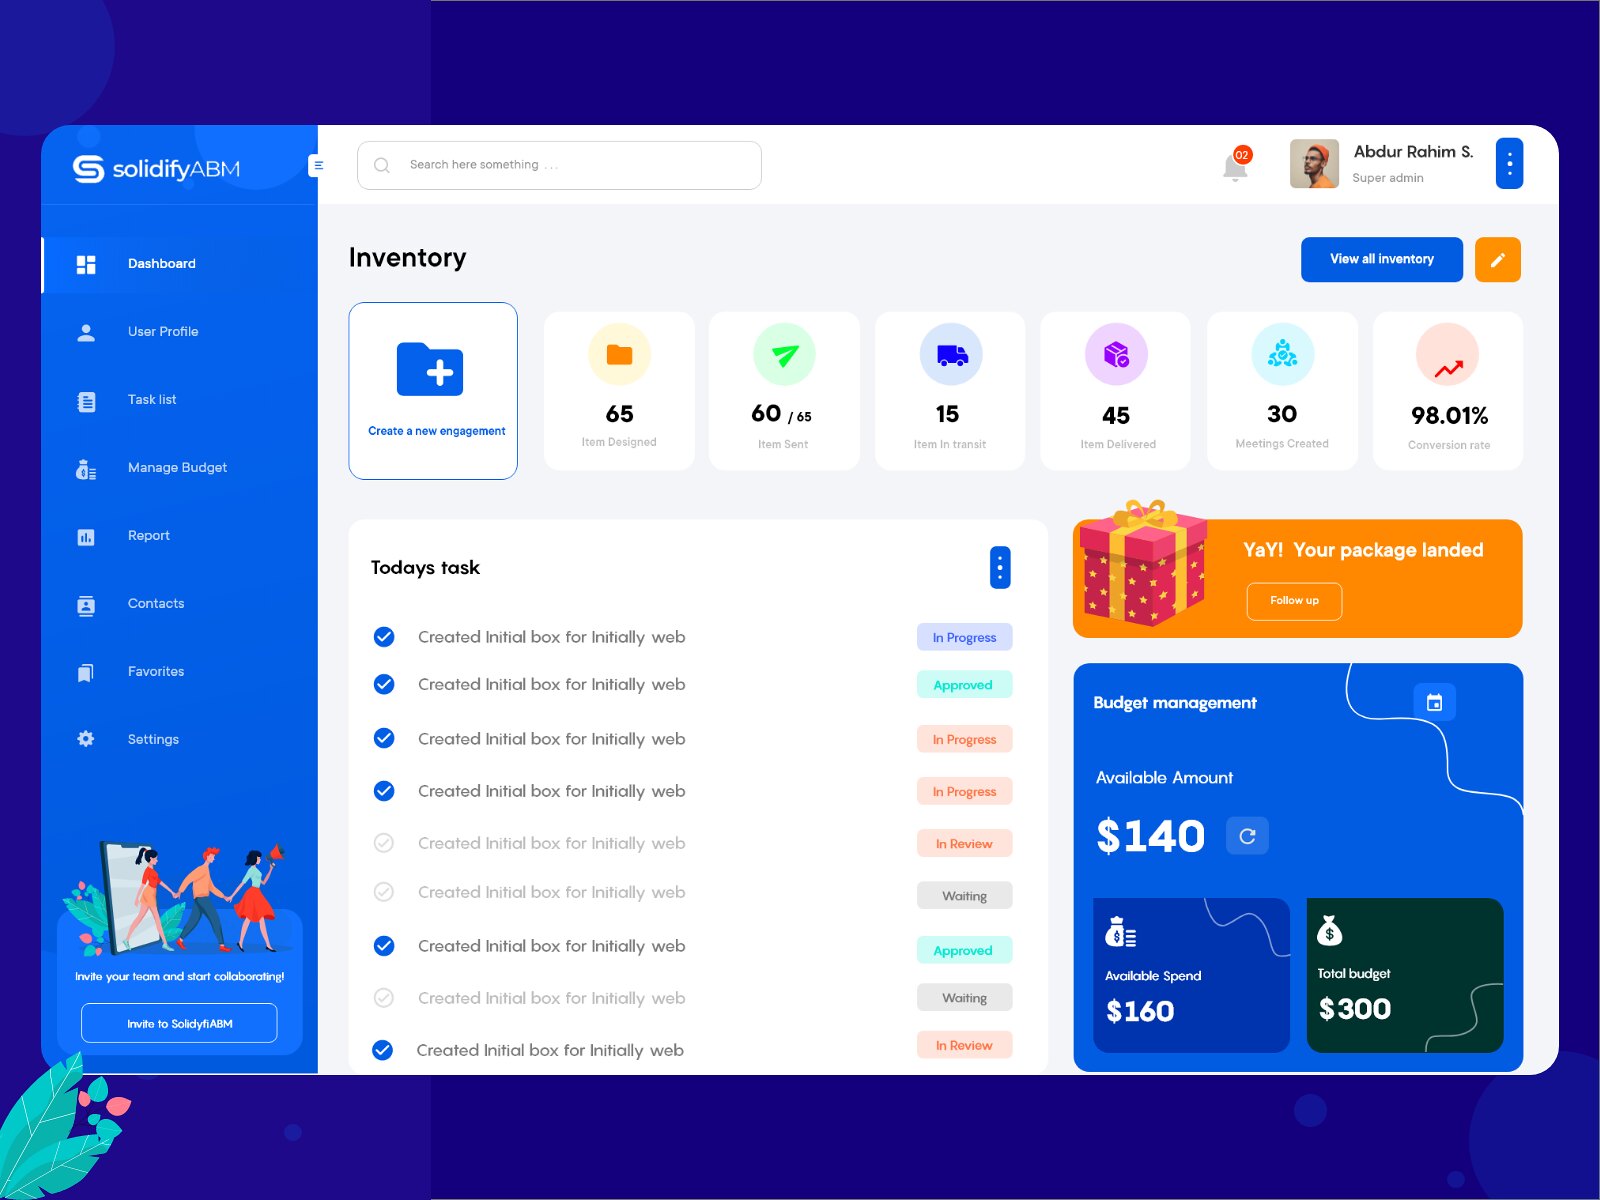 solidifyABM
Search here something . . .
02
Abdur Rahim S.
Super admin
Dashboard
User Profile
Task list
Manage Budget
Report
Contacts
Favorites
Settings
Invite your team and start collaborating!
Invite to SolidyfiABM
Inventory
View all inventory
Create a new engagement
65
Item Designed
60 / 65
Item Sent
15
Item In transit
45
Item Delivered
30
Meetings Created
98.01%
Conversion rate
Todays task
Created Initial box for Initially web In Progress
Created Initial box for Initially web Approved
Created Initial box for Initially web In Progress
Created Initial box for Initially web In Progress
Created Initial box for Initially web In Review
Created Initial box for Initially web Waiting
Created Initial box for Initially web Approved
Created Initial box for Initially web Waiting
Created Initial box for Initially web In Review
YaY! Your package landed
Follow up
Budget management
Available Amount
$140
Available Spend
$160
Total budget
$300